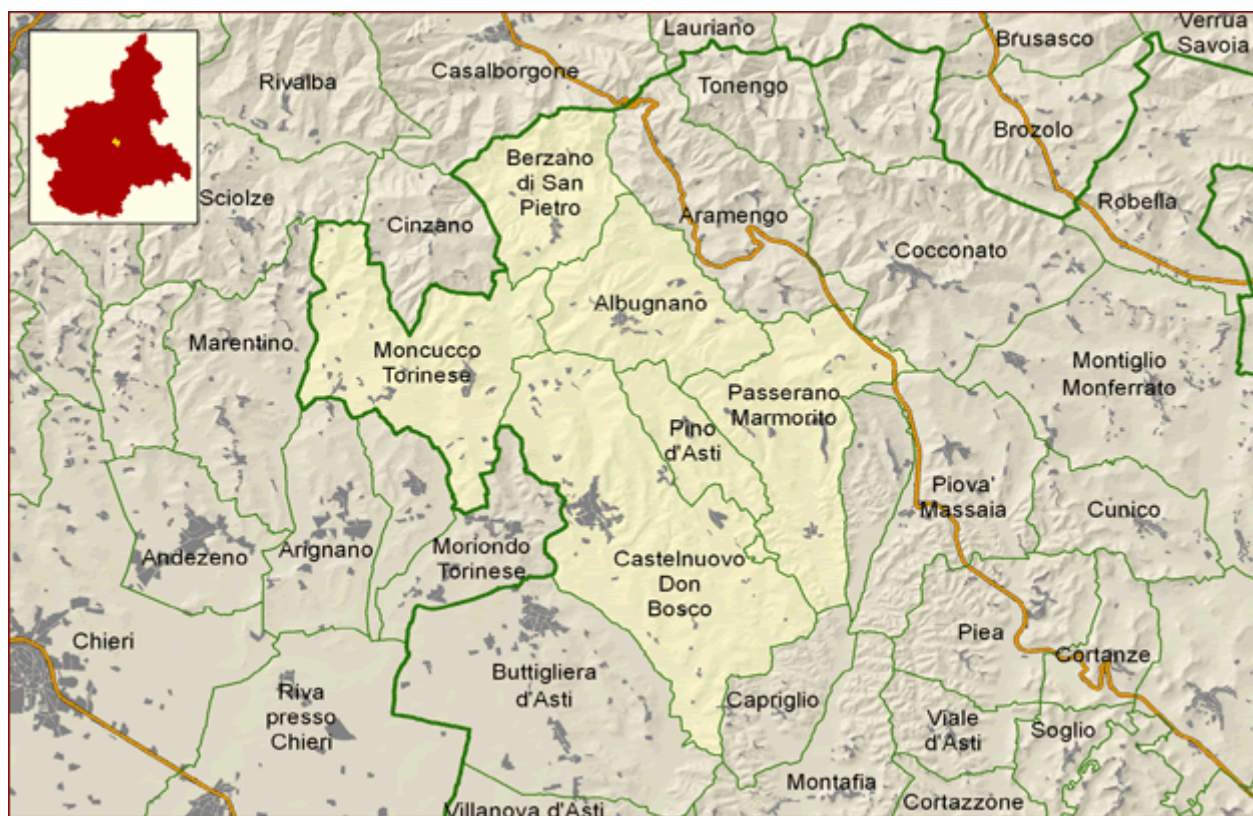 Lauriano
Brusasco
Verrua
Savoia
Rivalba
Casalborgone
Tonengo
Brozolo
Berzano
di San
Pietro
Sciolze
Cinzano
Aramengo
Robella
Cocconato
Albugnano
Marentino
Moncucco
Torinese
Montiglio
Monferrato
Passerano
Marmorito
Pino
d'Asti
Piova'
Massaia
Cunico
Andezeno
Arignano
Moriondo
Torinese
Castelnuovo
Don
Bosco
Chieri
Piea
Cortanze
Buttigliera
d'Asti
Riva
presso
Chieri
Capriglio
Viale
d'Asti
Soglio
Montafia
Villanova d'Asti
Cortazzone